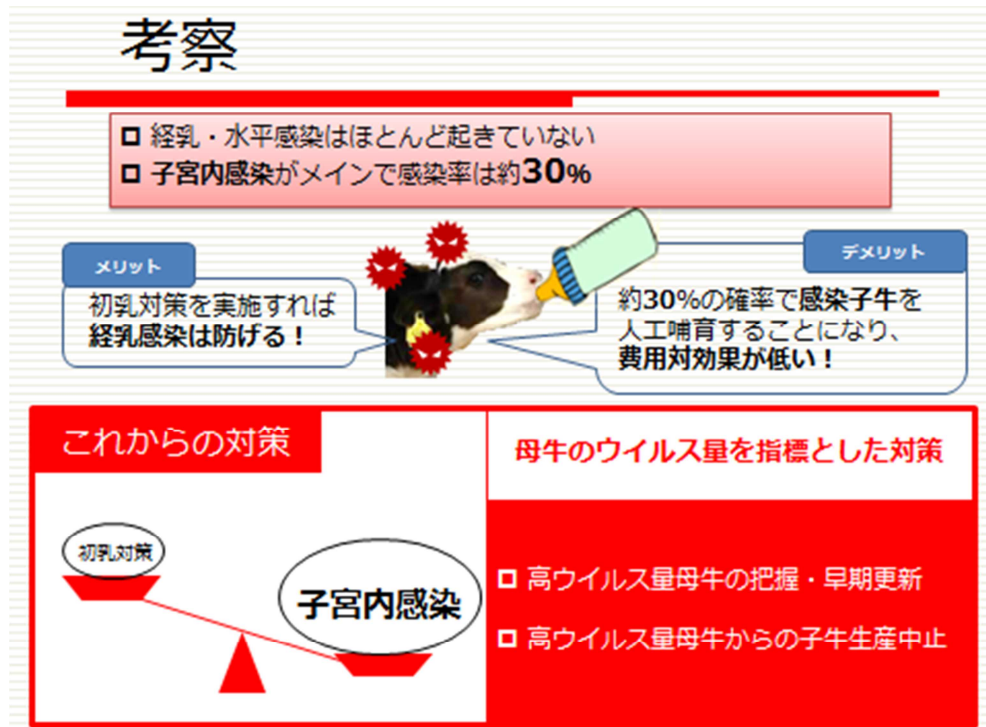 考察
経乳・水平感染はほとんど起きていない
子宮内感染がメインで感染率は約30%
メリット
初乳対策を実施すれば
経乳感染は防げる！
デメリット
約30%の確率で感染子牛を
人工哺育することになり、
費用対効果が低い！
これからの対策
初乳対策
子宮内感染
母牛のウイルス量を指標とした対策
高ウイルス量母牛の把握・早期更新
高ウイルス量母牛からの子牛生産中止